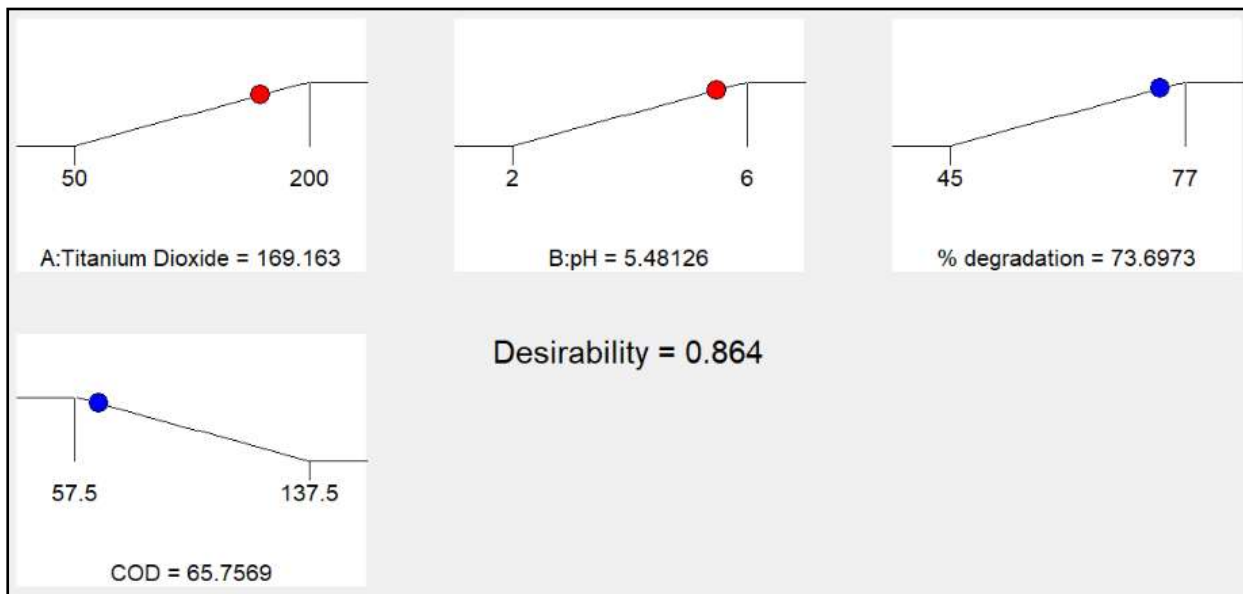 50 200
A:Titanium Dioxide = 169.163
2 6
B:pH = 5.48126
45 77
% degradation = 73.6973
57.5 137.5
COD = 65.7569
Desirability = 0.864